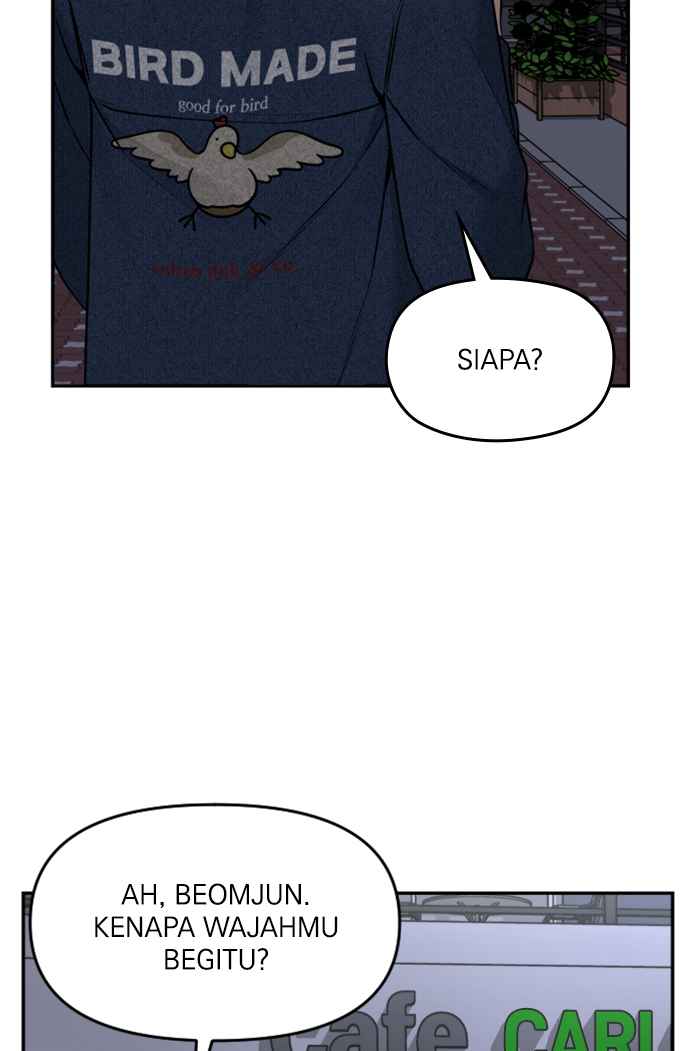 BIRD MADE
good for bird
SIAPA?
AH, BEOMJUN.
KENAPA WAJAHMU
BEGITU?
Cafe CARI